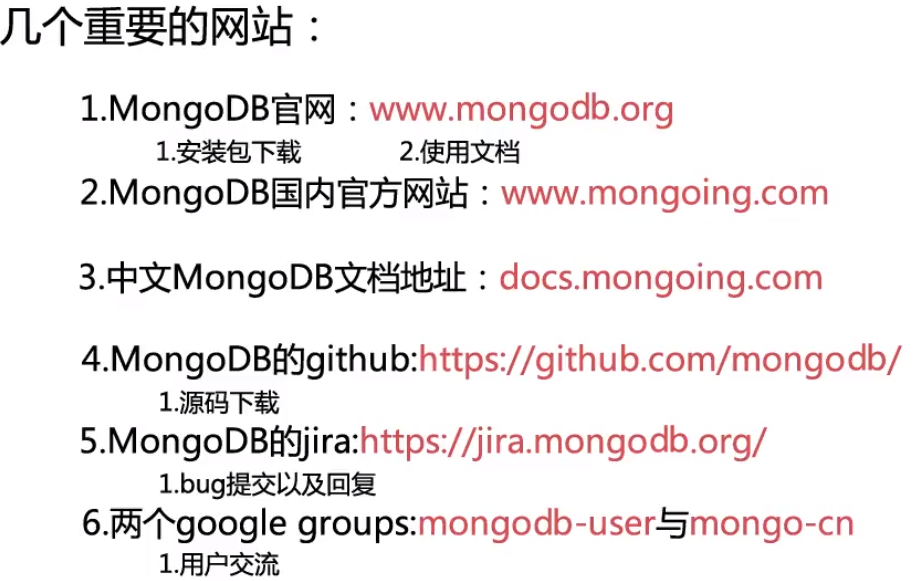 几个重要的网站：
1.MongoDB官网：www.mongodb.org
1.安装包下载 2.使用文档
2.MongoDB国内官方网站：www.mongoing.com
3.中文MongoDB文档地址：docs.mongoing.com
4.MongoDB的github:https://github.com/mongodb/
1.源码下载
5.MongoDB的jira:https://jira.mongodb.org/
1.bug提交以及回复
6.两个google groups:mongodb-user与mongo-cn
1.用户交流